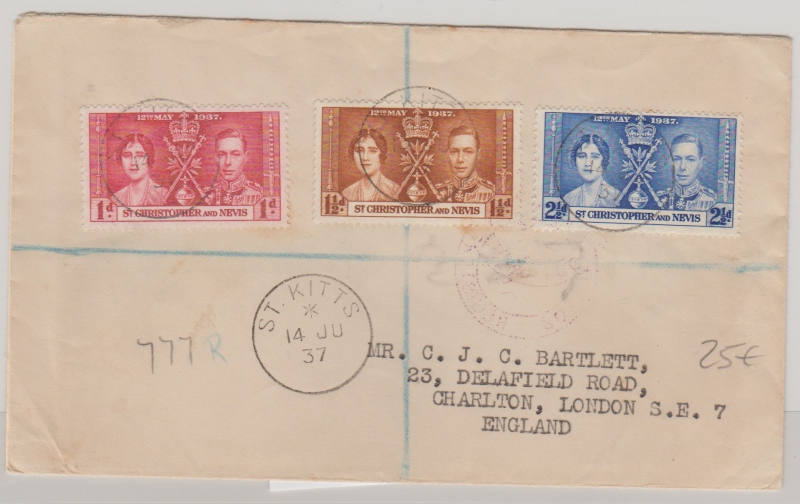 12TH MAY 1937.
1d.
ST CHRISTOPHER AND NEVIS
12TH MAY 1937.
1½d.
ST CHRISTOPHER AND NEVIS
1½d.
12TH MAY 1937.
2½d.
ST CHRISTOPHER AND NEVIS
2½d.
1d.
ST. KITTS
*
14 JU
37
777 R
25€
MR. C. J. C. BARTLETT,
23, DELAFIELD ROAD,
CHARLTON, LONDON S.E. 7
ENGLAND